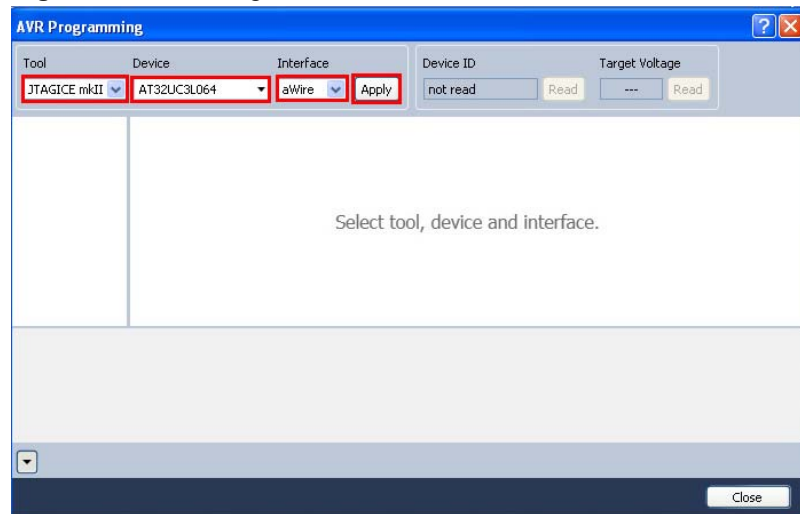 AVR Programming
Tool Device Interface Device ID Target Voltage
JTAGICE mkII AT32UC3L064 aWire Apply not read Read --- Read
Select tool, device and interface.
Close